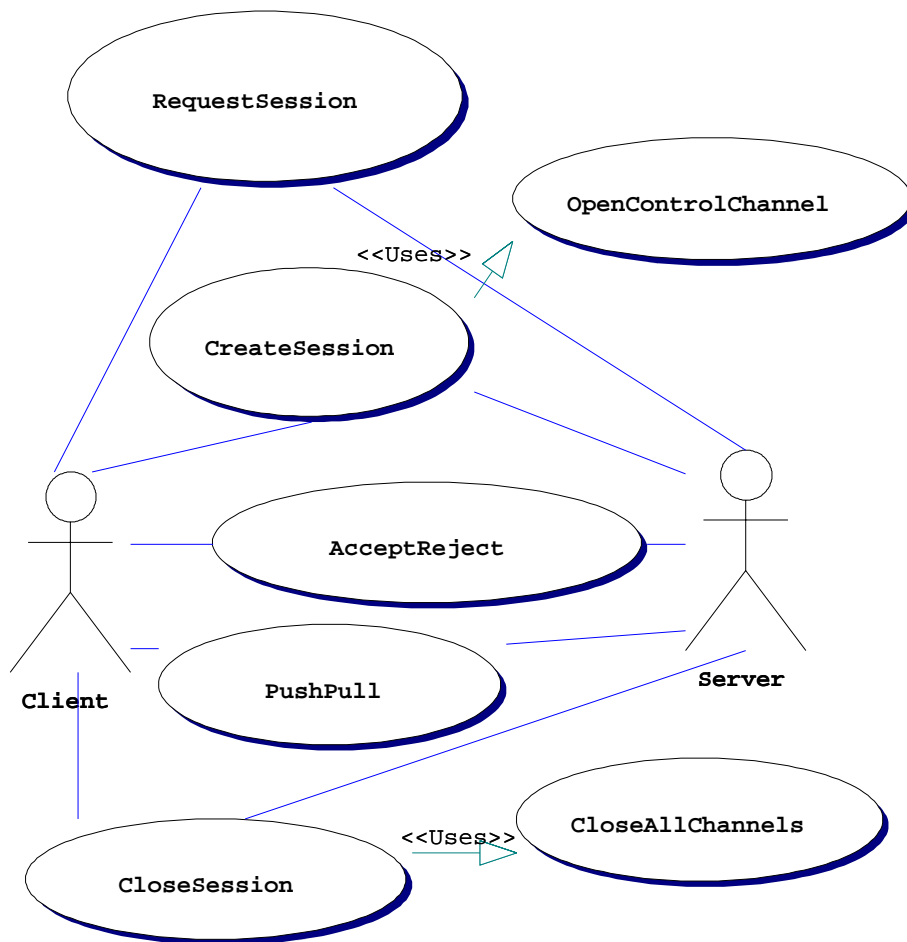 RequestSession
OpenControlChannel
<<Uses>>
CreateSession
AcceptReject
Server
PushPull
Client
CloseAllChannels
<<Uses>>
CloseSession